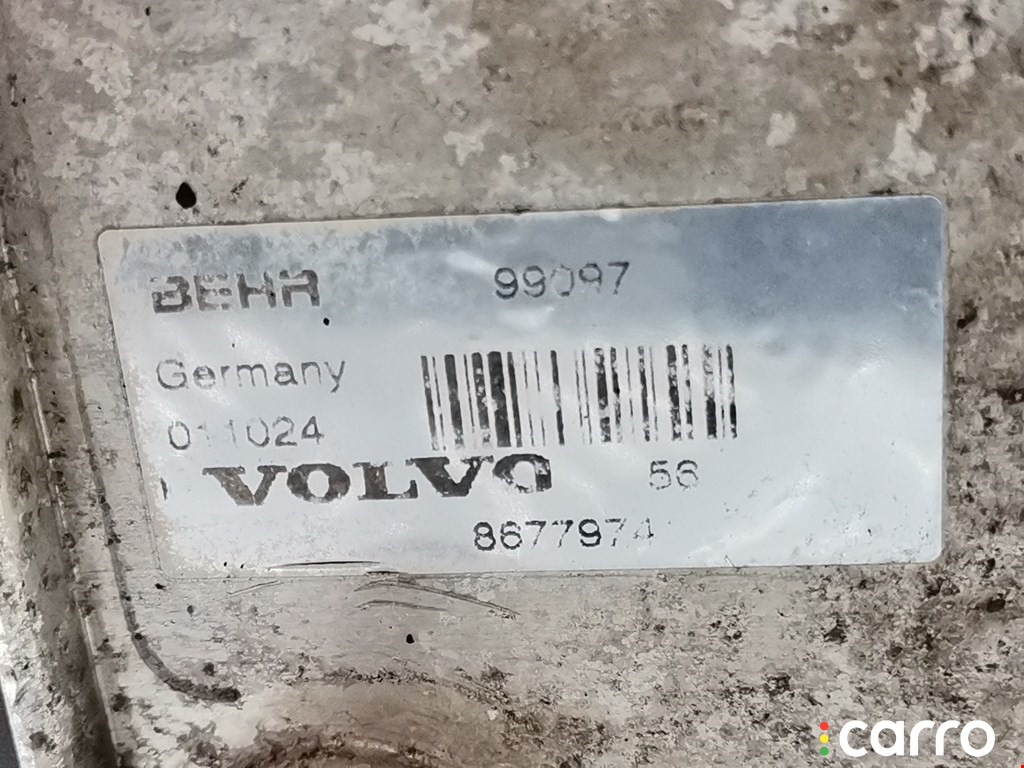 BEHR 99097
Germany
011024
VOLVO 56
8677974
carro